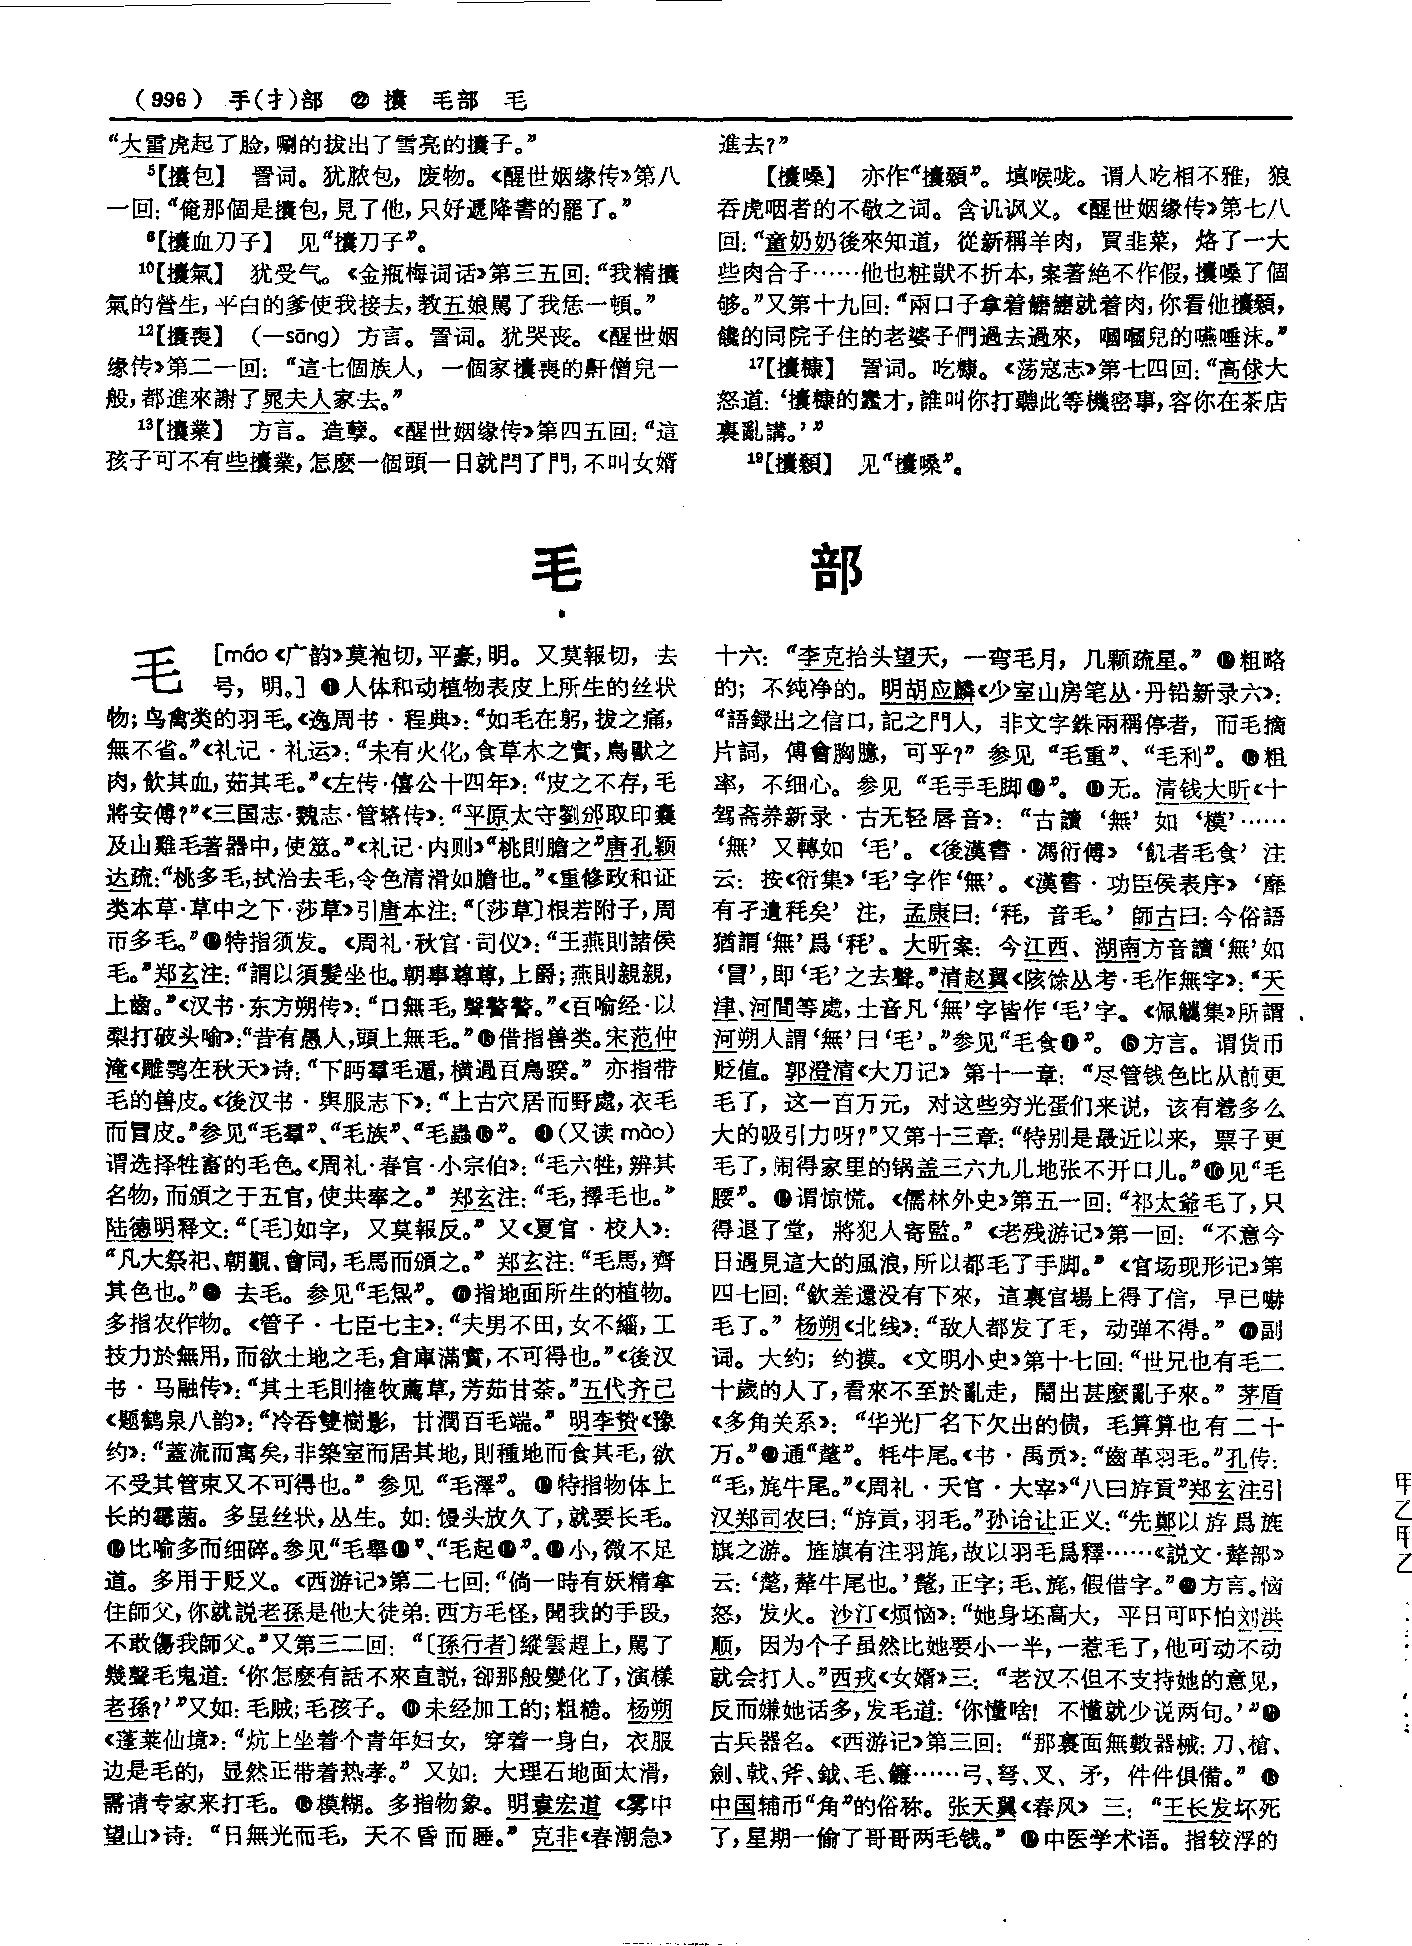 (996) 手(扌)部 ㉒ 攮 毛部 毛
“大雷虎起了脸，唰的拔出了雪亮的攮子。”
⁵【攮包】 詈词。犹脓包，废物。《醒世姻缘传》第八
一回：“俺那個是攮包，見了他，只好遞降書的罷了。”
⁶【攮血刀子】 见“攮刀子”。
¹⁰【攮氣】 犹受气。《金瓶梅词话》第三五回：“我精攮
氣的營生，平白的爹使我接去，教五娘罵了我恁一頓。”
¹²【攮喪】 （—sāng）方言。詈词。犹哭丧。《醒世姻
缘传》第二一回：“這七個族人，一個家攮喪的鼾僧兒一
般，都進來謝了晁夫人家去。”
¹³【攮業】 方言。造孽。《醒世姻缘传》第四五回：“這
孩子可不有些攮業，怎麽一個頭一日就閂了門，不叫女婿
進去？”
【攮嗓】 亦作“攮顙”。填喉咙。谓人吃相不雅，狼
吞虎咽者的不敬之词。含讥讽义。《醒世姻缘传》第七八
回：“童奶奶後來知道，從新稱羊肉，買韭菜，烙了一大
些肉合子……他也粧獃不折本，案著絶不作假，攮嗓了個
够。”又第十九回：“兩口子拿着饝饝就着肉，你看他攮顙，
饞的同院子住的老婆子們過去過來，嘓嘓兒的嚥唾沫。”
¹⁷【攮糠】 詈词。吃糠。《荡寇志》第七四回：“高俅大
怒道：‘攮糠的蠢才，誰叫你打聽此等機密事，容你在茶店
裏亂講。’”
¹⁹【攮顙】 见“攮嗓”。
毛 部
毛 [máo《广韵》莫袍切，平豪，明。又莫報切，去
号，明。] ❶人体和动植物表皮上所生的丝状
物；鸟禽类的羽毛。《逸周书·程典》：“如毛在躬，拔之痛，
無不省。”《礼记·礼运》：“未有火化，食草木之實，鳥獸之
肉，飲其血，茹其毛。”《左传·僖公十四年》：“皮之不存，毛
將安傅？”《三国志·魏志·管辂传》：“平原太守劉邠取印囊
及山雞毛著器中，使筮。”《礼记·内则》“桃則膽之”唐孔颖
达疏：“桃多毛，拭治去毛，令色清滑如膽也。”《重修政和证
类本草·草中之下·莎草》引唐本注：“〔莎草〕根若附子，周
帀多毛。”❷特指须发。《周礼·秋官·司仪》：“王燕則諸侯
毛。”郑玄注：“謂以須髮坐也。朝事尊尊，上爵；燕則親親，
上齒。”《汉书·东方朔传》：“口無毛，聲謷謷。”《百喻经·以
梨打破头喻》：“昔有愚人，頭上無毛。”❸借指兽类。宋范仲
淹《雕鹗在秋天》诗：“下眄羣毛遁，横過百鳥睽。”亦指带
毛的兽皮。《後汉书·舆服志下》：“上古穴居而野處，衣毛
而冒皮。”参见“毛羣”、“毛族”、“毛蟲❶”。❹（又读mào）
谓选择牲畜的毛色。《周礼·春官·小宗伯》：“毛六牲，辨其
名物，而頒之于五官，使共奉之。”郑玄注：“毛，擇毛也。”
陆德明释文：“〔毛〕如字，又莫報反。”又《夏官·校人》：
“凡大祭祀、朝覲、會同，毛馬而頒之。”郑玄注：“毛馬，齊
其色也。”❺ 去毛。参见“毛炰”。❻指地面所生的植物。
多指农作物。《管子·七臣七主》：“夫男不田，女不緇，工
技力於無用，而欲土地之毛，倉庫滿實，不可得也。”《後汉
书·马融传》：“其土毛則搉牧薦草，芳茹甘荼。”五代齐己
《题鹤泉八韵》：“冷吞雙樹影，甘潤百毛端。”明李贽《豫
约》：“蓋流而寓矣，非築室而居其地，則種地而食其毛，欲
不受其管束又不可得也。”参见“毛澤”。❼特指物体上
长的霉菌。多呈丝状，丛生。如：馒头放久了，就要长毛。
❽比喻多而细碎。参见“毛舉❶”、“毛起❶”。❾小，微不足
道。多用于贬义。《西游记》第二七回：“倘一時有妖精拿
住師父，你就説老孫是他大徒弟：西方毛怪，聞我的手段，
不敢傷我師父。”又第三二回：“〔孫行者〕縱雲趕上，罵了
幾聲毛鬼道：‘你怎麽有話不來直説，卻那般變化了，演樣
老孫？’”又如：毛贼；毛孩子。❿未经加工的；粗糙。杨朔
《蓬莱仙境》：“炕上坐着个青年妇女，穿着一身白，衣服
边是毛的，显然正带着热孝。”又如：大理石地面太滑，
需请专家来打毛。⓫模糊。多指物象。明袁宏道《雾中
望山》诗：“日無光而毛，天不昏而睡。”克非《春潮急》
十六：“李克抬头望天，一弯毛月，几颗疏星。”⓬粗略
的；不纯净的。明胡应麟《少室山房笔丛·丹铅新录六》：
“語録出之信口，記之門人，非文字銖兩稱停者，而毛摘
片詞，傅會胸臆，可乎？”参见“毛重”、“毛利”。⓭粗
率，不细心。参见“毛手毛脚❶”。⓮无。清钱大昕《十
驾斋养新录·古无轻唇音》：“古讀‘無’如‘模’……
‘無’又轉如‘毛’。《後漢書·馮衍傳》‘飢者毛食’注
云：按《衍集》‘毛’字作‘無’。《漢書·功臣侯表序》‘靡
有孑遺秏矣’注，孟康曰：‘秏，音毛。’師古曰：今俗語
猶謂‘無’爲‘秏’。大昕案：今江西、湖南方音讀‘無’如
‘冒’，即‘毛’之去聲。”清赵翼《陔馀丛考·毛作無字》：“天
津、河間等處，土音凡‘無’字皆作‘毛’字。《佩觿集》所謂
河朔人謂‘無’曰‘毛’。”参见“毛食❶”。⓯方言。谓货币
贬值。郭澄清《大刀记》第十一章：“尽管钱色比从前更
毛了，这一百万元，对这些穷光蛋们来说，该有着多么
大的吸引力呀？”又第十三章：“特别是最近以来，票子更
毛了，闹得家里的锅盖三六九儿地张不开口儿。”⓰见“毛
腰”。⓱谓惊慌。《儒林外史》第五一回：“祁太爺毛了，只
得退了堂，將犯人寄監。”《老残游记》第一回：“不意今
日遇見這大的風浪，所以都毛了手脚。”《官场现形记》第
四七回：“欽差還没有下來，這裏官場上得了信，早已嚇
毛了。”杨朔《北线》：“敌人都发了毛，动弹不得。”⓲副
词。大约；约摸。《文明小史》第十七回：“世兄也有毛二
十歲的人了，看來不至於亂走，鬧出甚麽亂子來。”茅盾
《多角关系》：“华光厂名下欠出的债，毛算算也有二十
万。”⓳通“氂”。牦牛尾。《书·禹贡》：“齒革羽毛。”孔传：
“毛，旄牛尾。”《周礼·天官·大宰》“八曰斿貢”郑玄注引
汉郑司农曰：“斿貢，羽毛。”孙诒让正义：“先鄭以斿爲旌
旗之游。旌旗有注羽旄，故以羽毛爲釋……《説文·犛部》
云：‘氂，犛牛尾也。’氂，正字；毛、旄，假借字。”⓴方言。恼
怒，发火。沙汀《烦恼》：“她身坯高大，平日可吓怕刘洪
顺，因为个子虽然比她要小一半，一惹毛了，他可动不动
就会打人。”西戎《女婿》三：“老汉不但不支持她的意见，
反而嫌她话多，发毛道：‘你懂啥！不懂就少说两句。’”㉑
古兵器名。《西游记》第三回：“那裏面無數器械：刀、槍、
劍、戟、斧、鉞、毛、鐮……弓、弩、叉、矛，件件俱備。”㉒
中国辅币“角”的俗称。张天翼《春风》三：“王长发坏死
了，星期一偷了哥哥两毛钱。”㉓中医学术语。指较浮的
甲乙甲乙